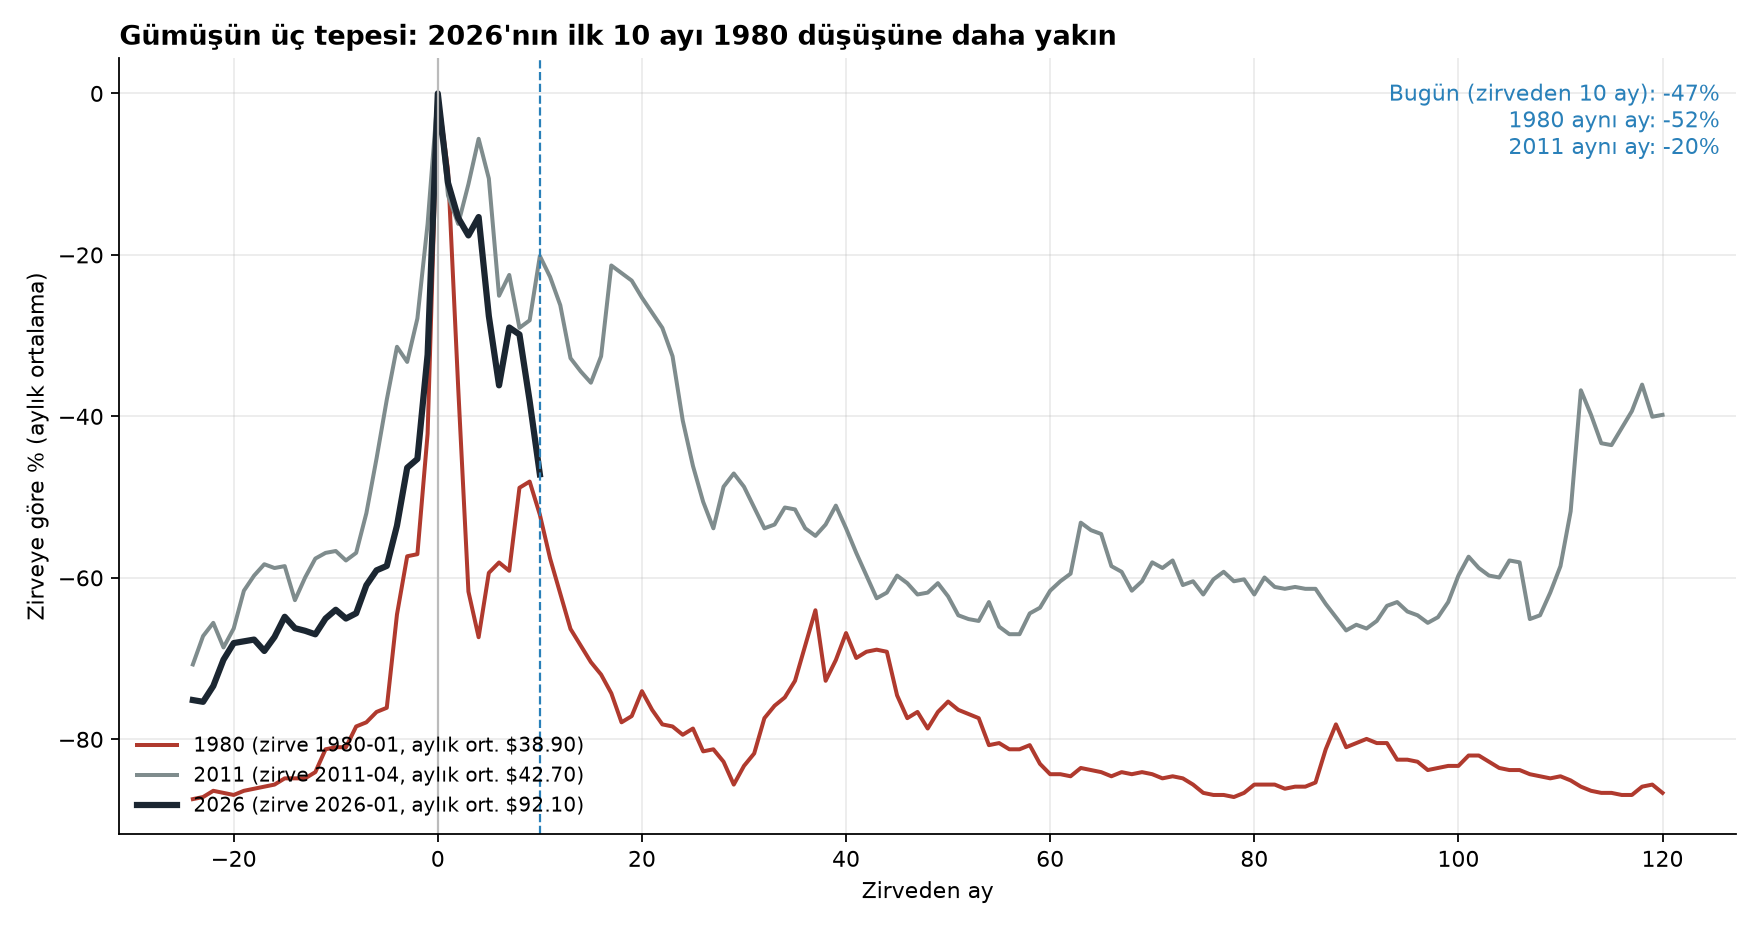 Gümüşün üç tepesi: 2026'nın ilk 10 ayı 1980 düşüşüne daha yakın
Bugün (zirveden 10 ay): -47%
1980 aynı ay: -52%
2011 aynı ay: -20%
Zirveye göre % (aylık ortalama)
0
−20
−40
−60
−80
1980 (zirve 1980-01, aylık ort. $38.90)
2011 (zirve 2011-04, aylık ort. $42.70)
2026 (zirve 2026-01, aylık ort. $92.10)
−20 0 20 40 60 80 100 120
Zirveden ay